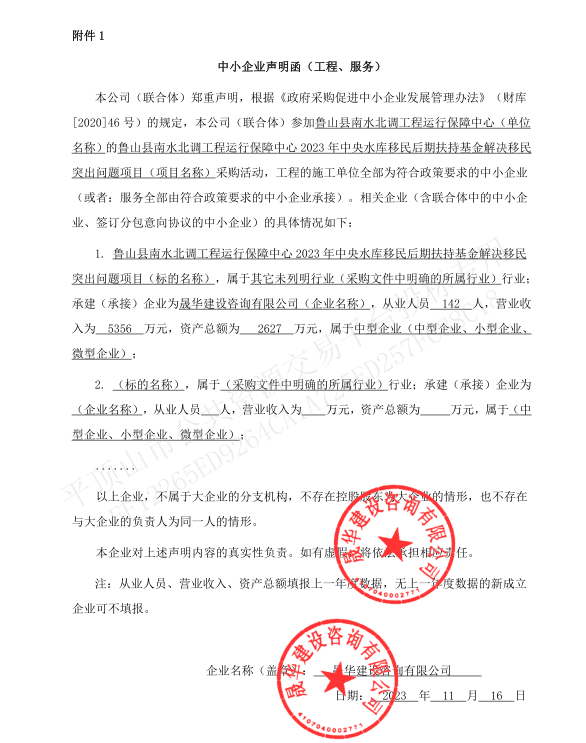 附件 1
中小企业声明函（工程、服务）
本公司（联合体）郑重声明，根据《政府采购促进中小企业发展管理办法》（财库
[2020]46 号）的规定，本公司（联合体）参加鲁山县南水北调工程运行保障中心（单位
名称）的鲁山县南水北调工程运行保障中心 2023 年中央水库移民后期扶持基金解决移民
突出问题项目（项目名称）采购活动，工程的施工单位全部为符合政策要求的中小企业
（或者：服务全部由符合政策要求的中小企业承接）。相关企业（含联合体中的中小企
业、签订分包意向协议的中小企业）的具体情况如下：
1. 鲁山县南水北调工程运行保障中心 2023 年中央水库移民后期扶持基金解决移民
突出问题项目（标的名称），属于其它未列明行业（采购文件中明确的所属行业）行业；
承建（承接）企业为晟华建设咨询有限公司（企业名称），从业人员 142 人，营业收
入为 5356 万元，资产总额为 2627 万元，属于中型企业（中型企业、小型企业、
微型企业）；
2. （标的名称），属于（采购文件中明确的所属行业）行业；承建（承接）企业为
（企业名称），从业人员 人，营业收入为 万元，资产总额为 万元，属于（中
型企业、小型企业、微型企业）；
.......
以上企业，不属于大企业的分支机构，不存在控股股东为大企业的情形，也不存在
与大企业的负责人为同一人的情形。
本企业对上述声明内容的真实性负责。如有虚假，将依法承担相应责任。
注：从业人员、营业收入、资产总额填报上一年度数据，无上一年度数据的新成立
企业可不填报。
企业名称（盖章）：晟华建设咨询有限公司
日期： 2023 年 11 月 16 日
晟华建设咨询有限公司
4107040002771
晟华建设咨询有限公司
4107040002771